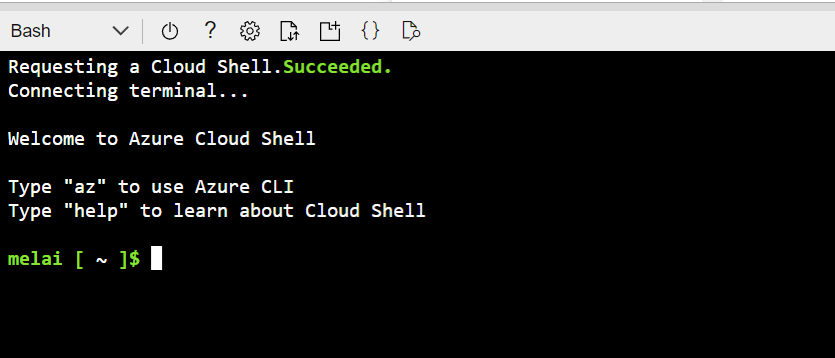 Bash
Requesting a Cloud Shell.Succeeded.
Connecting terminal...
Welcome to Azure Cloud Shell
Type "az" to use Azure CLI
Type "help" to learn about Cloud Shell
melai [ ~ ]$